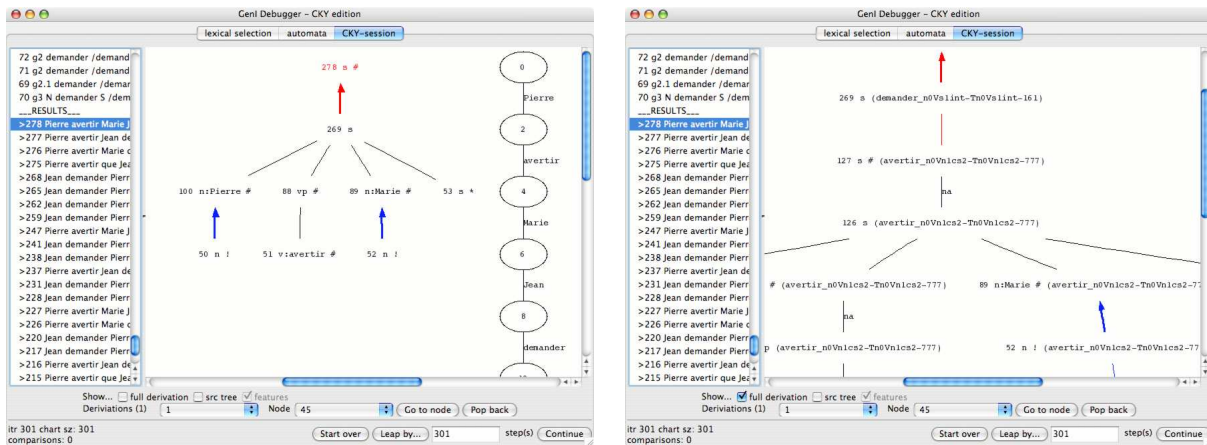 GenI Debugger – CKY edition
lexical selection automata CKY-session
72 g2 demander /demand
71 g2 demander /demand
69 g2.1 demander /demar
70 g3 N demander S /dem
___RESULTS___
>278 Pierre avertir Marie J
>277 Pierre avertir Jean de
>276 Pierre avertir Marie c
>275 Pierre avertir que Jea
>268 Jean demander Pierr
>265 Jean demander Pierr
>262 Jean demander Pierr
>259 Jean demander Pierr
>247 Pierre avertir Marie J
>241 Jean demander Pierr
>238 Jean demander Pierr
>237 Pierre avertir Jean de
>231 Jean demander Pierr
>228 Jean demander Pierr
>227 Pierre avertir Marie J
>226 Pierre avertir Marie c
>220 Jean demander Pierr
>217 Jean demander Pierr
>216 Pierre avertir Jean de
>215 Pierre avertir que Jea
278 s #
269 s
100 n:Pierre # 88 vp # 89 n:Marie # 53 s *
50 n ! 51 v:avertir # 52 n !
0
Pierre
2
avertir
4
Marie
6
Jean
8
demander
Show... full derivation src tree features
Deriviations (1) 1 Node 45 Go to node Pop back
itr 301 chart sz: 301
comparisons: 0
Start over Leap by... 301 step(s) Continue
GenI Debugger – CKY edition
lexical selection automata CKY-session
72 g2 demander /demand
71 g2 demander /demand
69 g2.1 demander /demar
70 g3 N demander S /dem
___RESULTS___
>278 Pierre avertir Marie J
>277 Pierre avertir Jean de
>276 Pierre avertir Marie c
>275 Pierre avertir que Jea
>268 Jean demander Pierr
>265 Jean demander Pierr
>262 Jean demander Pierr
>259 Jean demander Pierr
>247 Pierre avertir Marie J
>241 Jean demander Pierr
>238 Jean demander Pierr
>237 Pierre avertir Jean de
>231 Jean demander Pierr
>228 Jean demander Pierr
>227 Pierre avertir Marie J
>226 Pierre avertir Marie c
>220 Jean demander Pierr
>217 Jean demander Pierr
>216 Pierre avertir Jean de
>215 Pierre avertir que Jea
269 s (demander_n0Vs1int-Tn0Vs1int-161)
127 s # (avertir_n0Vn1cs2-Tn0Vn1cs2-777)
na
126 s (avertir_n0Vn1cs2-Tn0Vn1cs2-777)
# (avertir_n0Vn1cs2-Tn0Vn1cs2-777) 89 n:Marie # (avertir_n0Vn1cs2-Tn0Vn1cs2-7
na
p (avertir_n0Vn1cs2-Tn0Vn1cs2-777) 52 n ! (avertir_n0Vn1cs2-Tn0Vn1cs2-77
Show... full derivation src tree features
Deriviations (1) 1 Node 45 Go to node Pop back
itr 301 chart sz: 301
comparisons: 0
Start over Leap by... 301 step(s) Continue